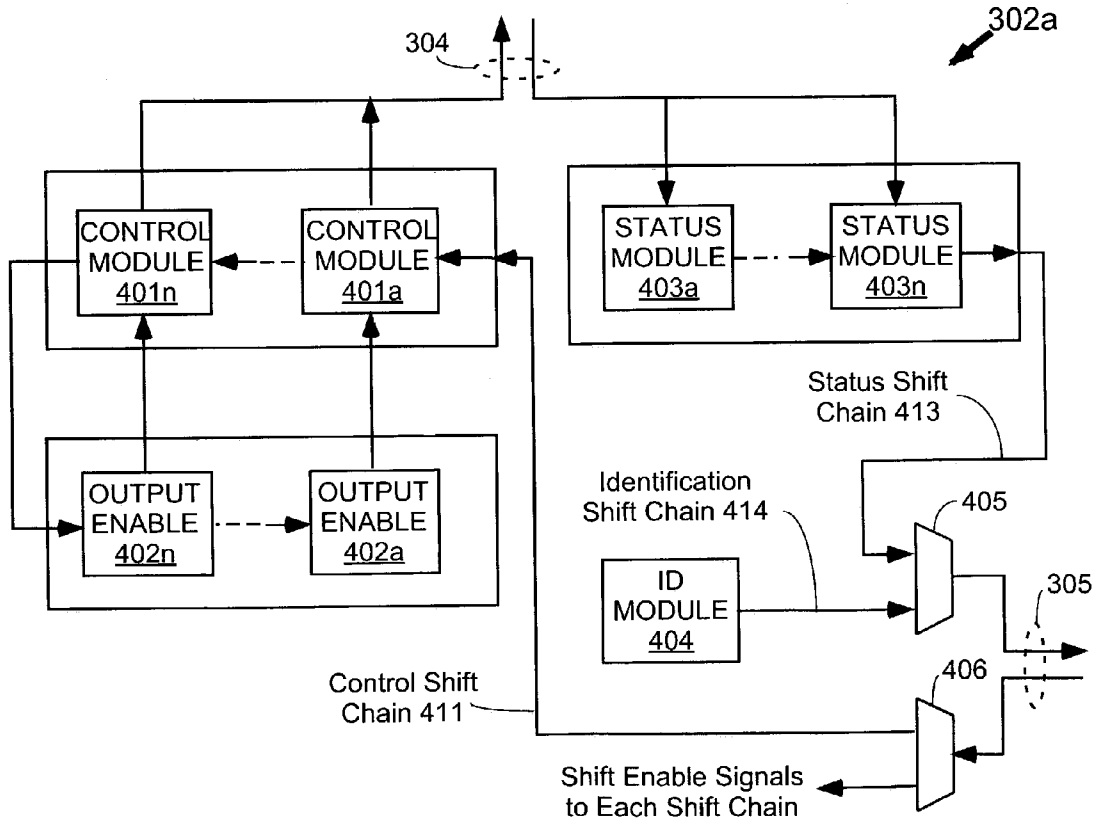 302a
304
CONTROL
MODULE
401n
CONTROL
MODULE
401a
STATUS
MODULE
403a
STATUS
MODULE
403n
Status Shift
Chain 413
OUTPUT
ENABLE
402n
OUTPUT
ENABLE
402a
Identification
Shift Chain 414
405
ID
MODULE
404
305
406
Control Shift
Chain 411
Shift Enable Signals
to Each Shift Chain